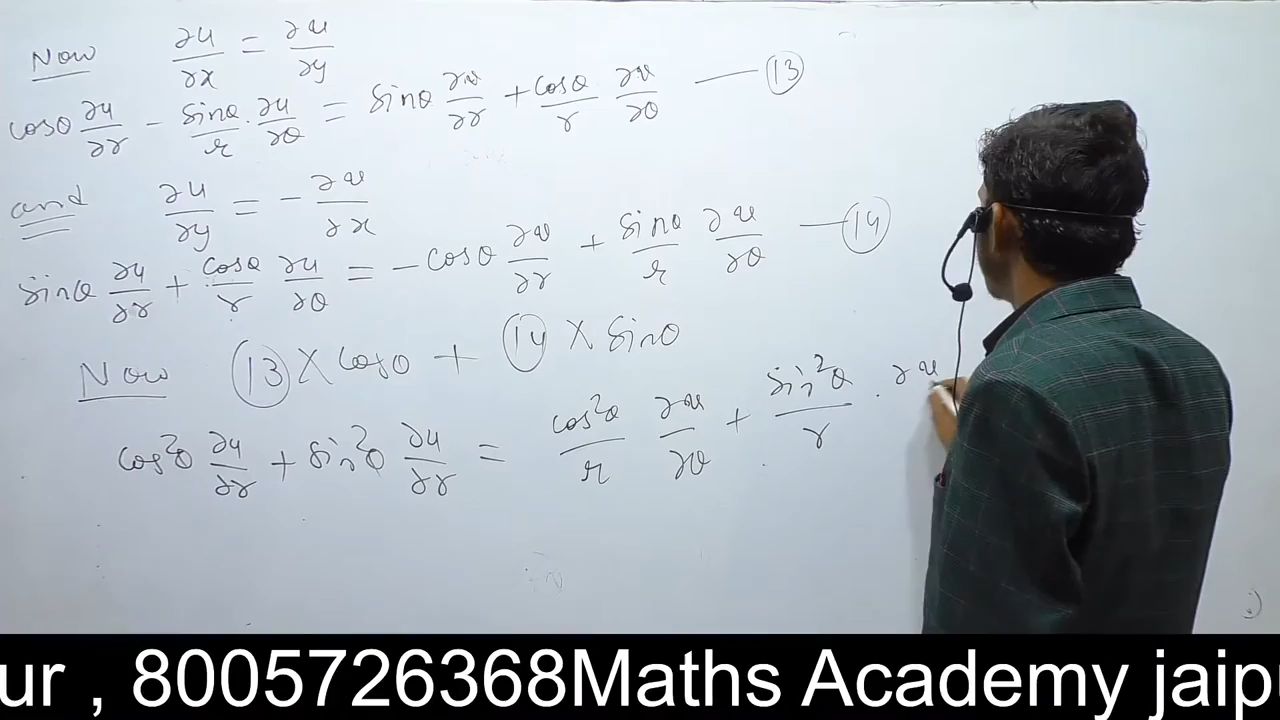 Now ∂u/∂x = ∂v/∂y
cosθ ∂u/∂r - sinθ/r · ∂u/∂θ = sinθ ∂v/∂r + cosθ/r ∂v/∂θ — (13)
and ∂u/∂y = - ∂v/∂x
sinθ ∂u/∂r + cosθ/r ∂u/∂θ = - cosθ ∂v/∂r + sinθ/r ∂v/∂θ — (14)
Now (13) × cosθ + (14) × sinθ
cos²θ ∂u/∂r + sin²θ ∂u/∂r = cos²θ/r ∂v/∂θ + sin²θ/r · ∂v
ur , 8005726368Maths Academy jaipu